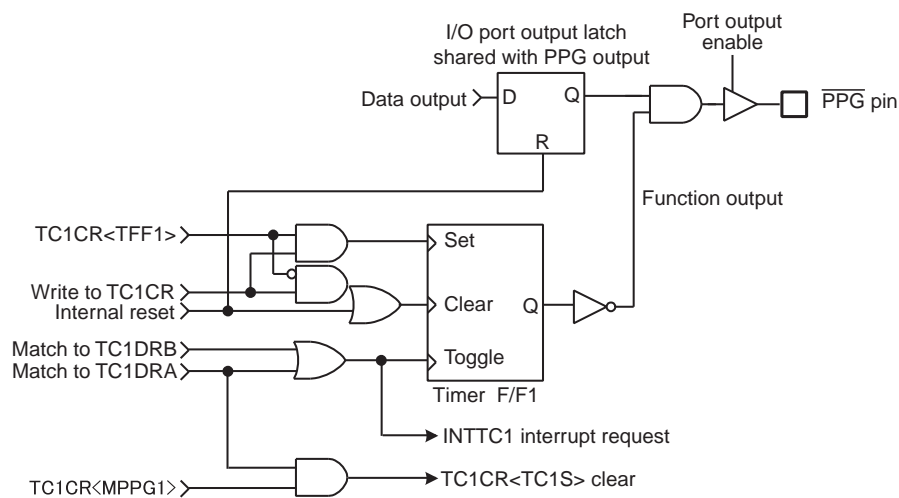 I/O port output latch
shared with PPG output
Port output
enable
Data output
D
Q
R
PPG pin
Function output
TC1CR<TFF1>
Set
Write to TC1CR
Internal reset
Clear
Q
Match to TC1DRB
Match to TC1DRA
Toggle
Timer F/F1
INTTC1 interrupt request
TC1CR<TC1S> clear
TC1CR<MPPG1>